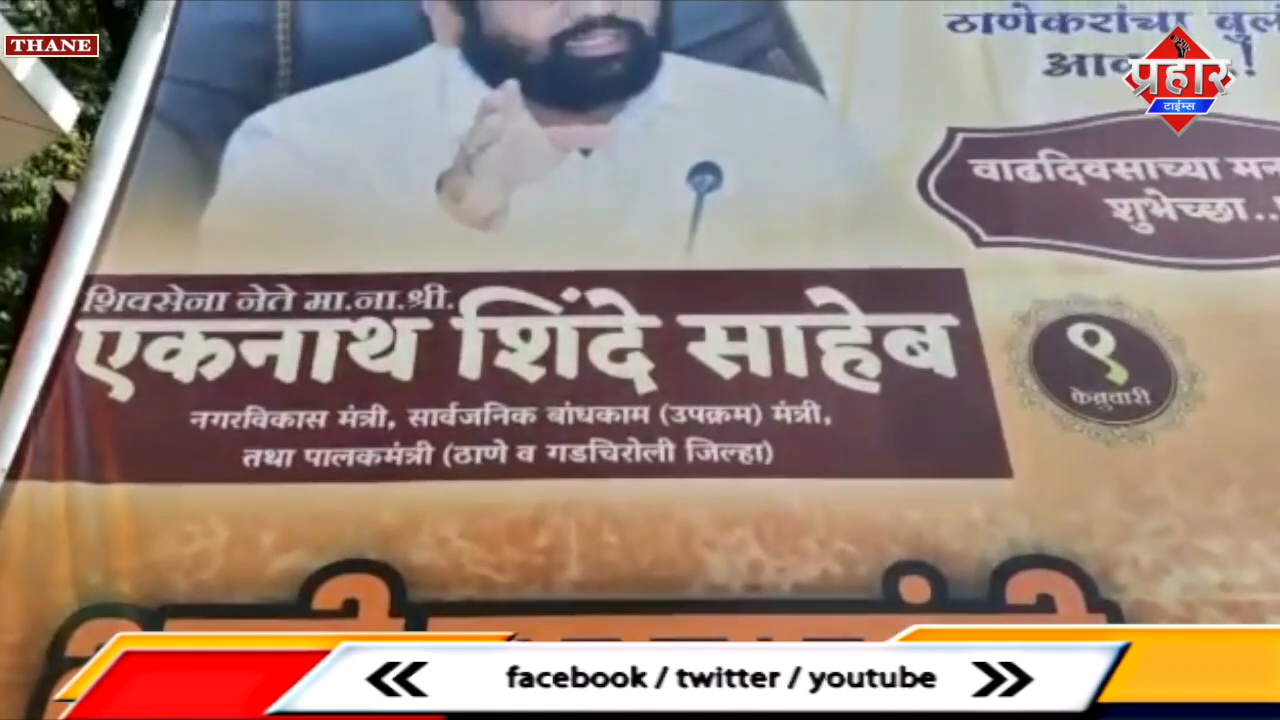 THANE
ठाणेकरांचा
प्रहार
टाईम्स
वाढदिवसाच्या
शुभेच्छा..
शिवसेना नेते मा.ना.श्री.
एकनाथ शिंदे साहेब
९
फेब्रुवारी
नगरविकास मंत्री, सार्वजनिक बांधकाम (उपक्रम) मंत्री,
तथा पालकमंत्री (ठाणे व गडचिरोली जिल्हा)
facebook / twitter / youtube